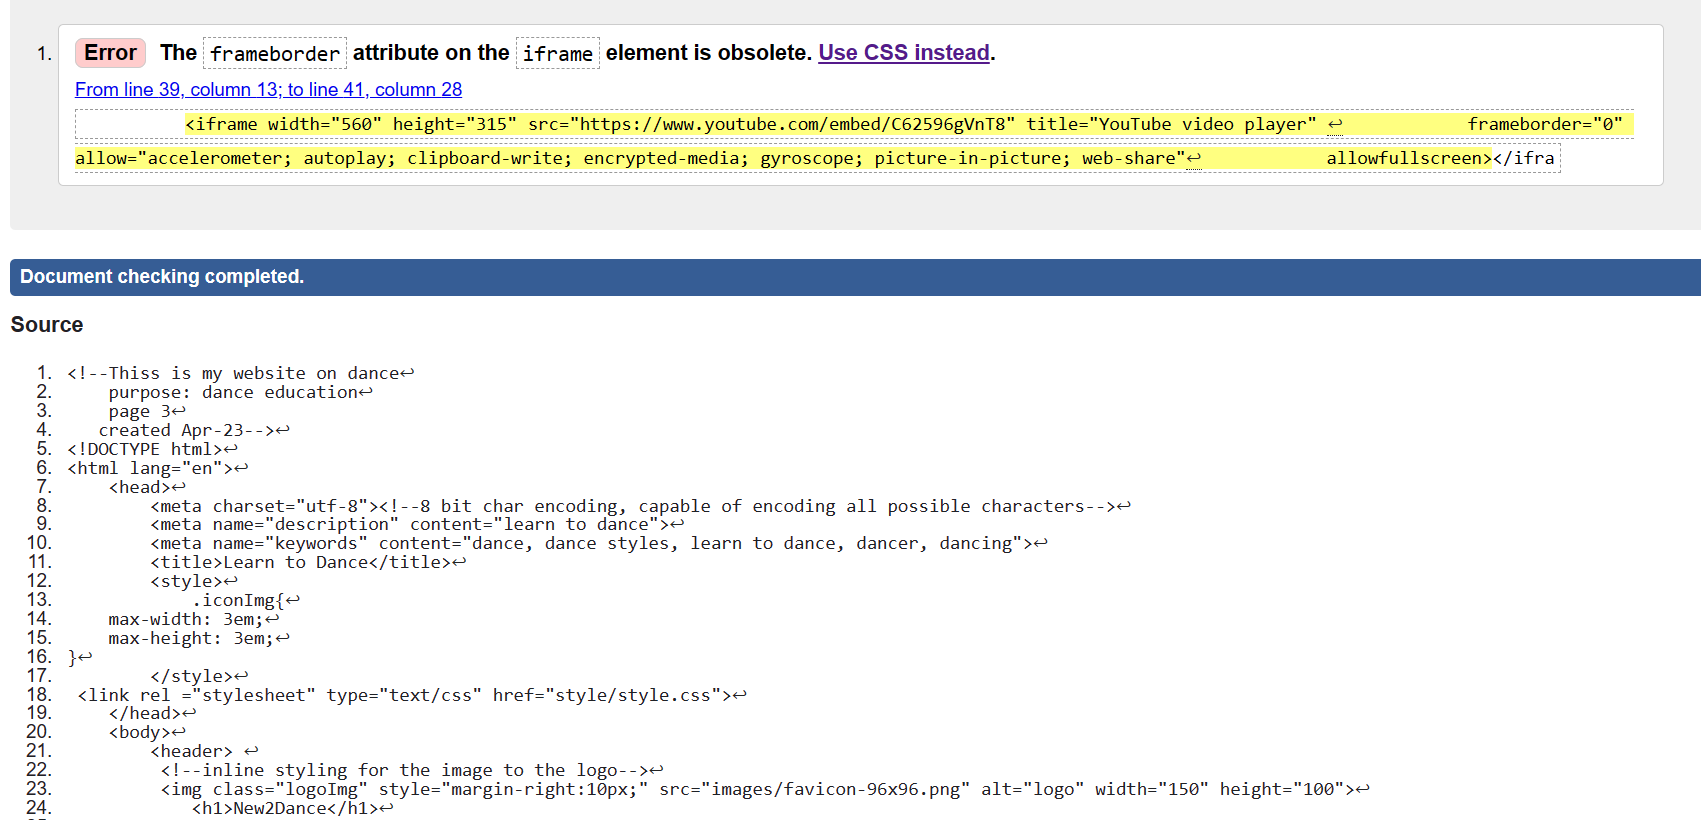 1. Error The frameborder attribute on the iframe element is obsolete. Use CSS instead.
From line 39, column 13; to line 41, column 28
<iframe width="560" height="315" src="https://www.youtube.com/embed/C62596gVnT8" title="YouTube video player" ↩ frameborder="0"
allow="accelerometer; autoplay; clipboard-write; encrypted-media; gyroscope; picture-in-picture; web-share"↩ allowfullscreen></ifra
Document checking completed.
Source
1. <!--Thiss is my website on dance↩
2. purpose: dance education↩
3. page 3↩
4. created Apr-23-->↩
5. <!DOCTYPE html>↩
6. <html lang="en">↩
7. <head>↩
8. <meta charset="utf-8"><!--8 bit char encoding, capable of encoding all possible characters-->↩
9. <meta name="description" content="learn to dance">↩
10. <meta name="keywords" content="dance, dance styles, learn to dance, dancer, dancing">↩
11. <title>Learn to Dance</title>↩
12. <style>↩
13. .iconImg{↩
14. max-width: 3em;↩
15. max-height: 3em;↩
16. }↩
17. </style>↩
18. <link rel ="stylesheet" type="text/css" href="style/style.css">↩
19. </head>↩
20. <body>↩
21. <header> ↩
22. <!--inline styling for the image to the logo-->↩
23. <img class="logoImg" style="margin-right:10px;" src="images/favicon-96x96.png" alt="logo" width="150" height="100">↩
24. <h1>New2Dance</h1>↩